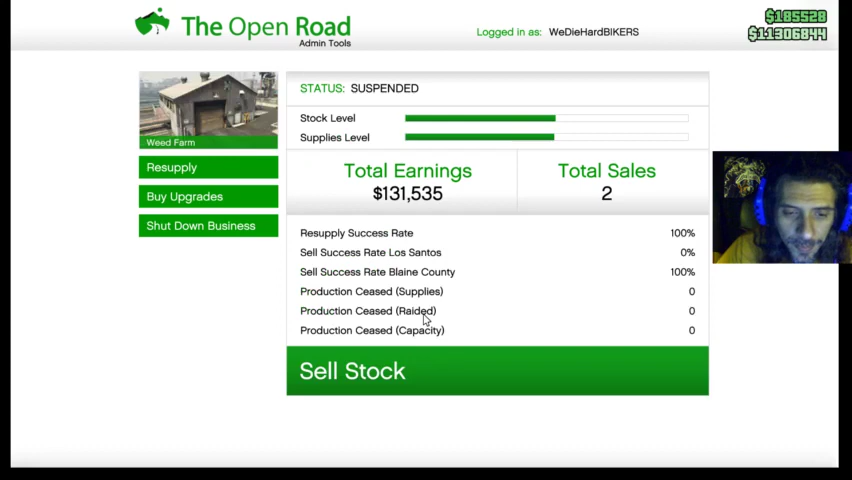 The Open Road
Admin Tools
Logged in as: WeDieHardBIKERS
$185528
$11306844
STATUS: SUSPENDED
Weed Farm
Stock Level
Supplies Level
Resupply
Buy Upgrades
Shut Down Business
Total Earnings
$131,535
Total Sales
2
Resupply Success Rate 100%
Sell Success Rate Los Santos 0%
Sell Success Rate Blaine County 100%
Production Ceased (Supplies) 0
Production Ceased (Raided) 0
Production Ceased (Capacity) 0
Sell Stock